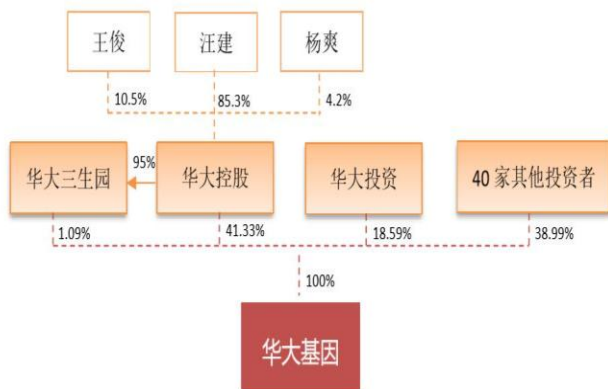 王俊
汪建
杨爽
10.5%
85.3%
4.2%
华大三生园
95%
华大控股
华大投资
40 家其他投资者
1.09%
41.33%
18.59%
38.99%
100%
华大基因